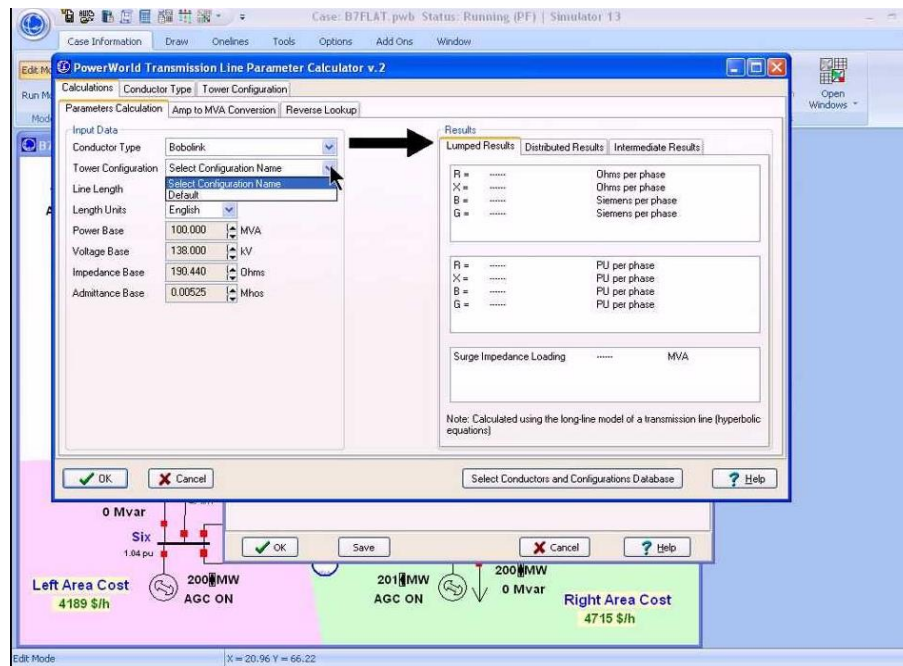 Case: B7FLAT.pwb Status: Running (PF) | Simulator 13
Case Information Draw Onelines Tools Options Add Ons Window
PowerWorld Transmission Line Parameter Calculator v.2
Edit Mo
Run Mo
Mod
Open
Windows
Calculations Conductor Type Tower Configuration
Parameters Calculation Amp to MVA Conversion Reverse Lookup
Input Data
Conductor Type Bobolink
Tower Configuration Select Configuration Name
Select Configuration Name
Default
Line Length
Length Units English
Power Base 100.000 MVA
Voltage Base 138.000 kV
Impedance Base 190.440 Ohms
Admittance Base 0.00525 Mhos
Results
Lumped Results Distributed Results Intermediate Results
R = ------ Ohms per phase
X = ------ Ohms per phase
B = ------ Siemens per phase
G = ------ Siemens per phase
R = ------ PU per phase
X = ------ PU per phase
B = ------ PU per phase
G = ------ PU per phase
Surge Impedance Loading ------ MVA
Note: Calculated using the long-line model of a transmission line (hyperbolic
equations)
OK Cancel Select Conductors and Configurations Database ? Help
OK Save Cancel ? Help
0 Mvar
Six
1.04 pu
200 MW
AGC ON
Left Area Cost
4189 $/h
201 MW
AGC ON
200 MW
0 Mvar
Right Area Cost
4715 $/h
Edit Mode X = 20.96 Y = 66.22